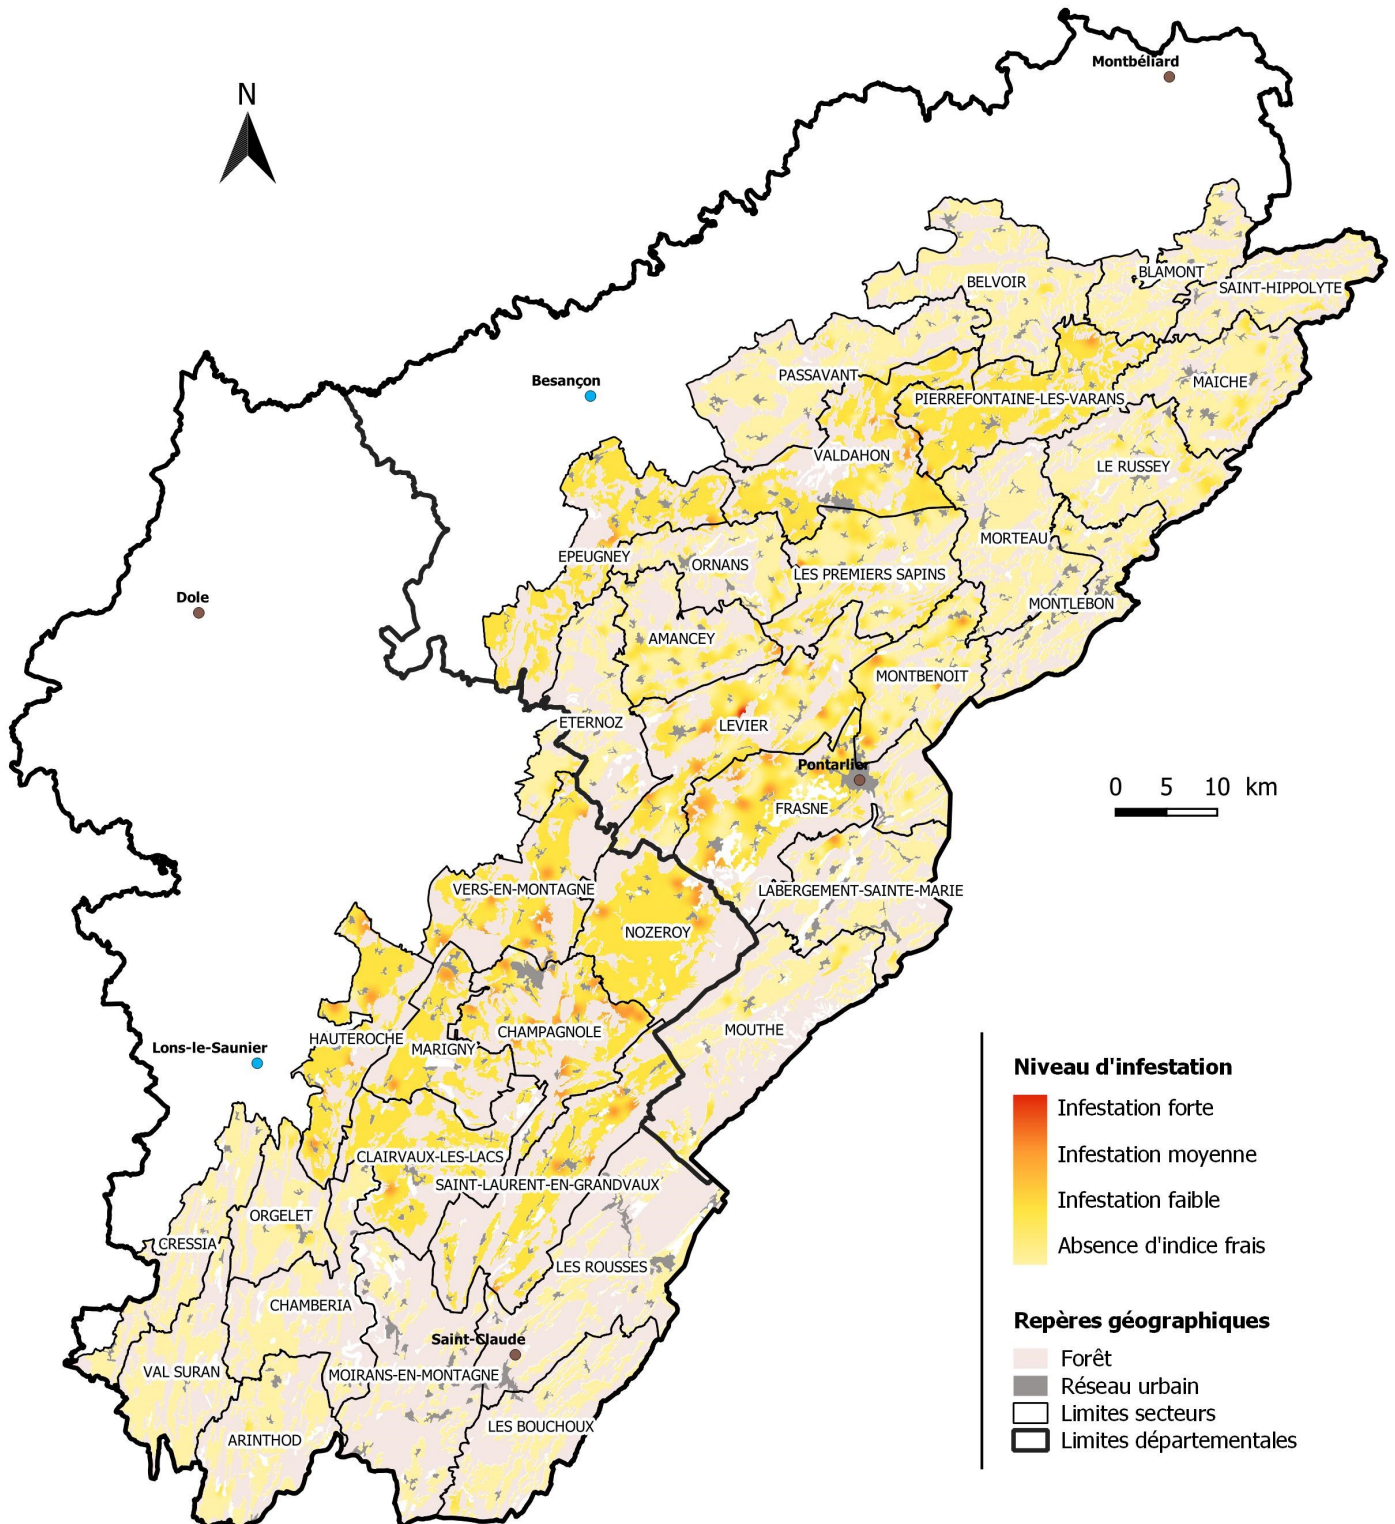 Montbéliard
N
BLAMONT
BELVOIR
SAINT-HIPPOLYTE
PASSAVANT
Besançon
MAICHE
PIERREFONTAINE-LES-VARANS
VALDAHON
LE RUSSEY
MORTEAU
EPEUGNEY
ORNANS
LES PREMIERS SAPINS
Dole
MONTLEBON
AMANCEY
MONTBENOIT
ETERNOZ
LEVIER
Pontarlier
FRASNE
0 5 10 km
VERS-EN-MONTAGNE
LABERGEMENT-SAINTE-MARIE
NOZEROY
MOUTHE
CHAMPAGNOLE
HAUTEROCHE
MARIGNY
Lons-le-Saunier
CLAIRVAUX-LES-LACS
SAINT-LAURENT-EN-GRANDVAUX
ORGELET
CRESSIA
LES ROUSSES
CHAMBERIA
Saint-Claude
VAL SURAN
MOIRANS-EN-MONTAGNE
LES BOUCHOUX
ARINTHOD
Niveau d'infestation
Infestation forte
Infestation moyenne
Infestation faible
Absence d'indice frais
Repères géographiques
Forêt
Réseau urbain
Limites secteurs
Limites départementales